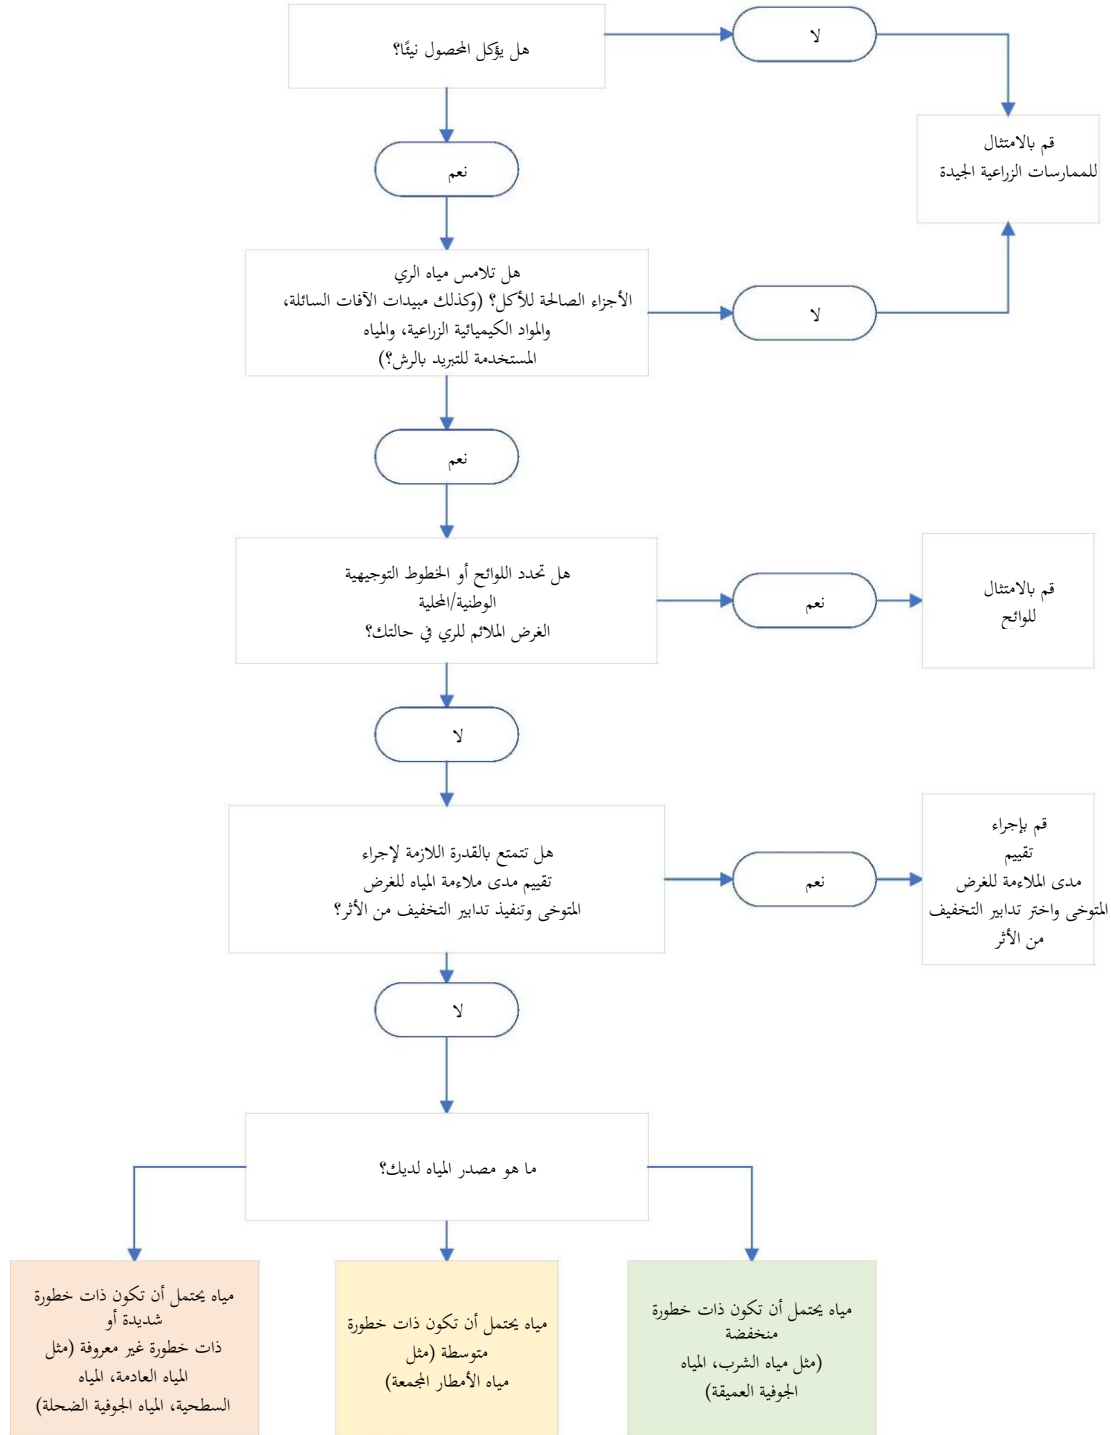 هل يؤكل المحصول نيئًا؟
لا
قم بالامتثال
للممارسات الزراعية الجيدة
نعم
هل تلامس مياه الري
الأجزاء الصالحة للأكل؟ (وكذلك مبيدات الآفات السائلة،
والمواد الكيميائية الزراعية، والمياه
المستخدمة للتبريد بالرش؟)
لا
نعم
هل تحدد اللوائح أو الخطوط التوجيهية
الوطنية/المحلية
الغرض الملائم للري في حالتك؟
نعم
قم بالامتثال
للوائح
لا
هل تتمتع بالقدرة اللازمة لإجراء
تقييم مدى ملاءمة المياه للغرض
المتوخى وتنفيذ تدابير التخفيف من الأثر؟
نعم
قم بإجراء
تقييم
مدى الملاءمة للغرض
المتوخى واختر تدابير التخفيف
من الأثر
لا
ما هو مصدر المياه لديك؟
مياه يحتمل أن تكون ذات خطورة
منخفضة
(مثل مياه الشرب، المياه
الجوفية العميقة)
مياه يحتمل أن تكون ذات خطورة
متوسطة (مثل
مياه الأمطار المجمعة)
مياه يحتمل أن تكون ذات خطورة
شديدة أو
ذات خطورة غير معروفة (مثل
المياه العادمة، المياه
السطحية، المياه الجوفية الضحلة)